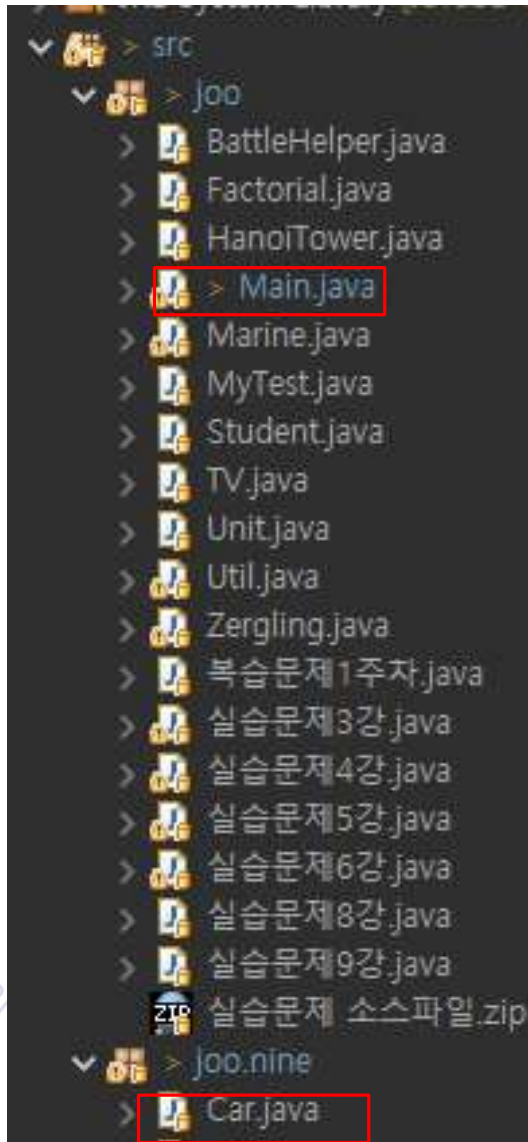 > src
> joo
BattleHelper.java
Factorial.java
HanoiTower.java
> Main.java
Marine.java
MyTest.java
Student.java
TV.java
Unit.java
Util.java
Zergling.java
복습문제1주차.java
실습문제3강.java
실습문제4강.java
실습문제5강.java
실습문제6강.java
실습문제8강.java
실습문제9강.java
실습문제 소스파일.zip
> joo.nine
Car.java